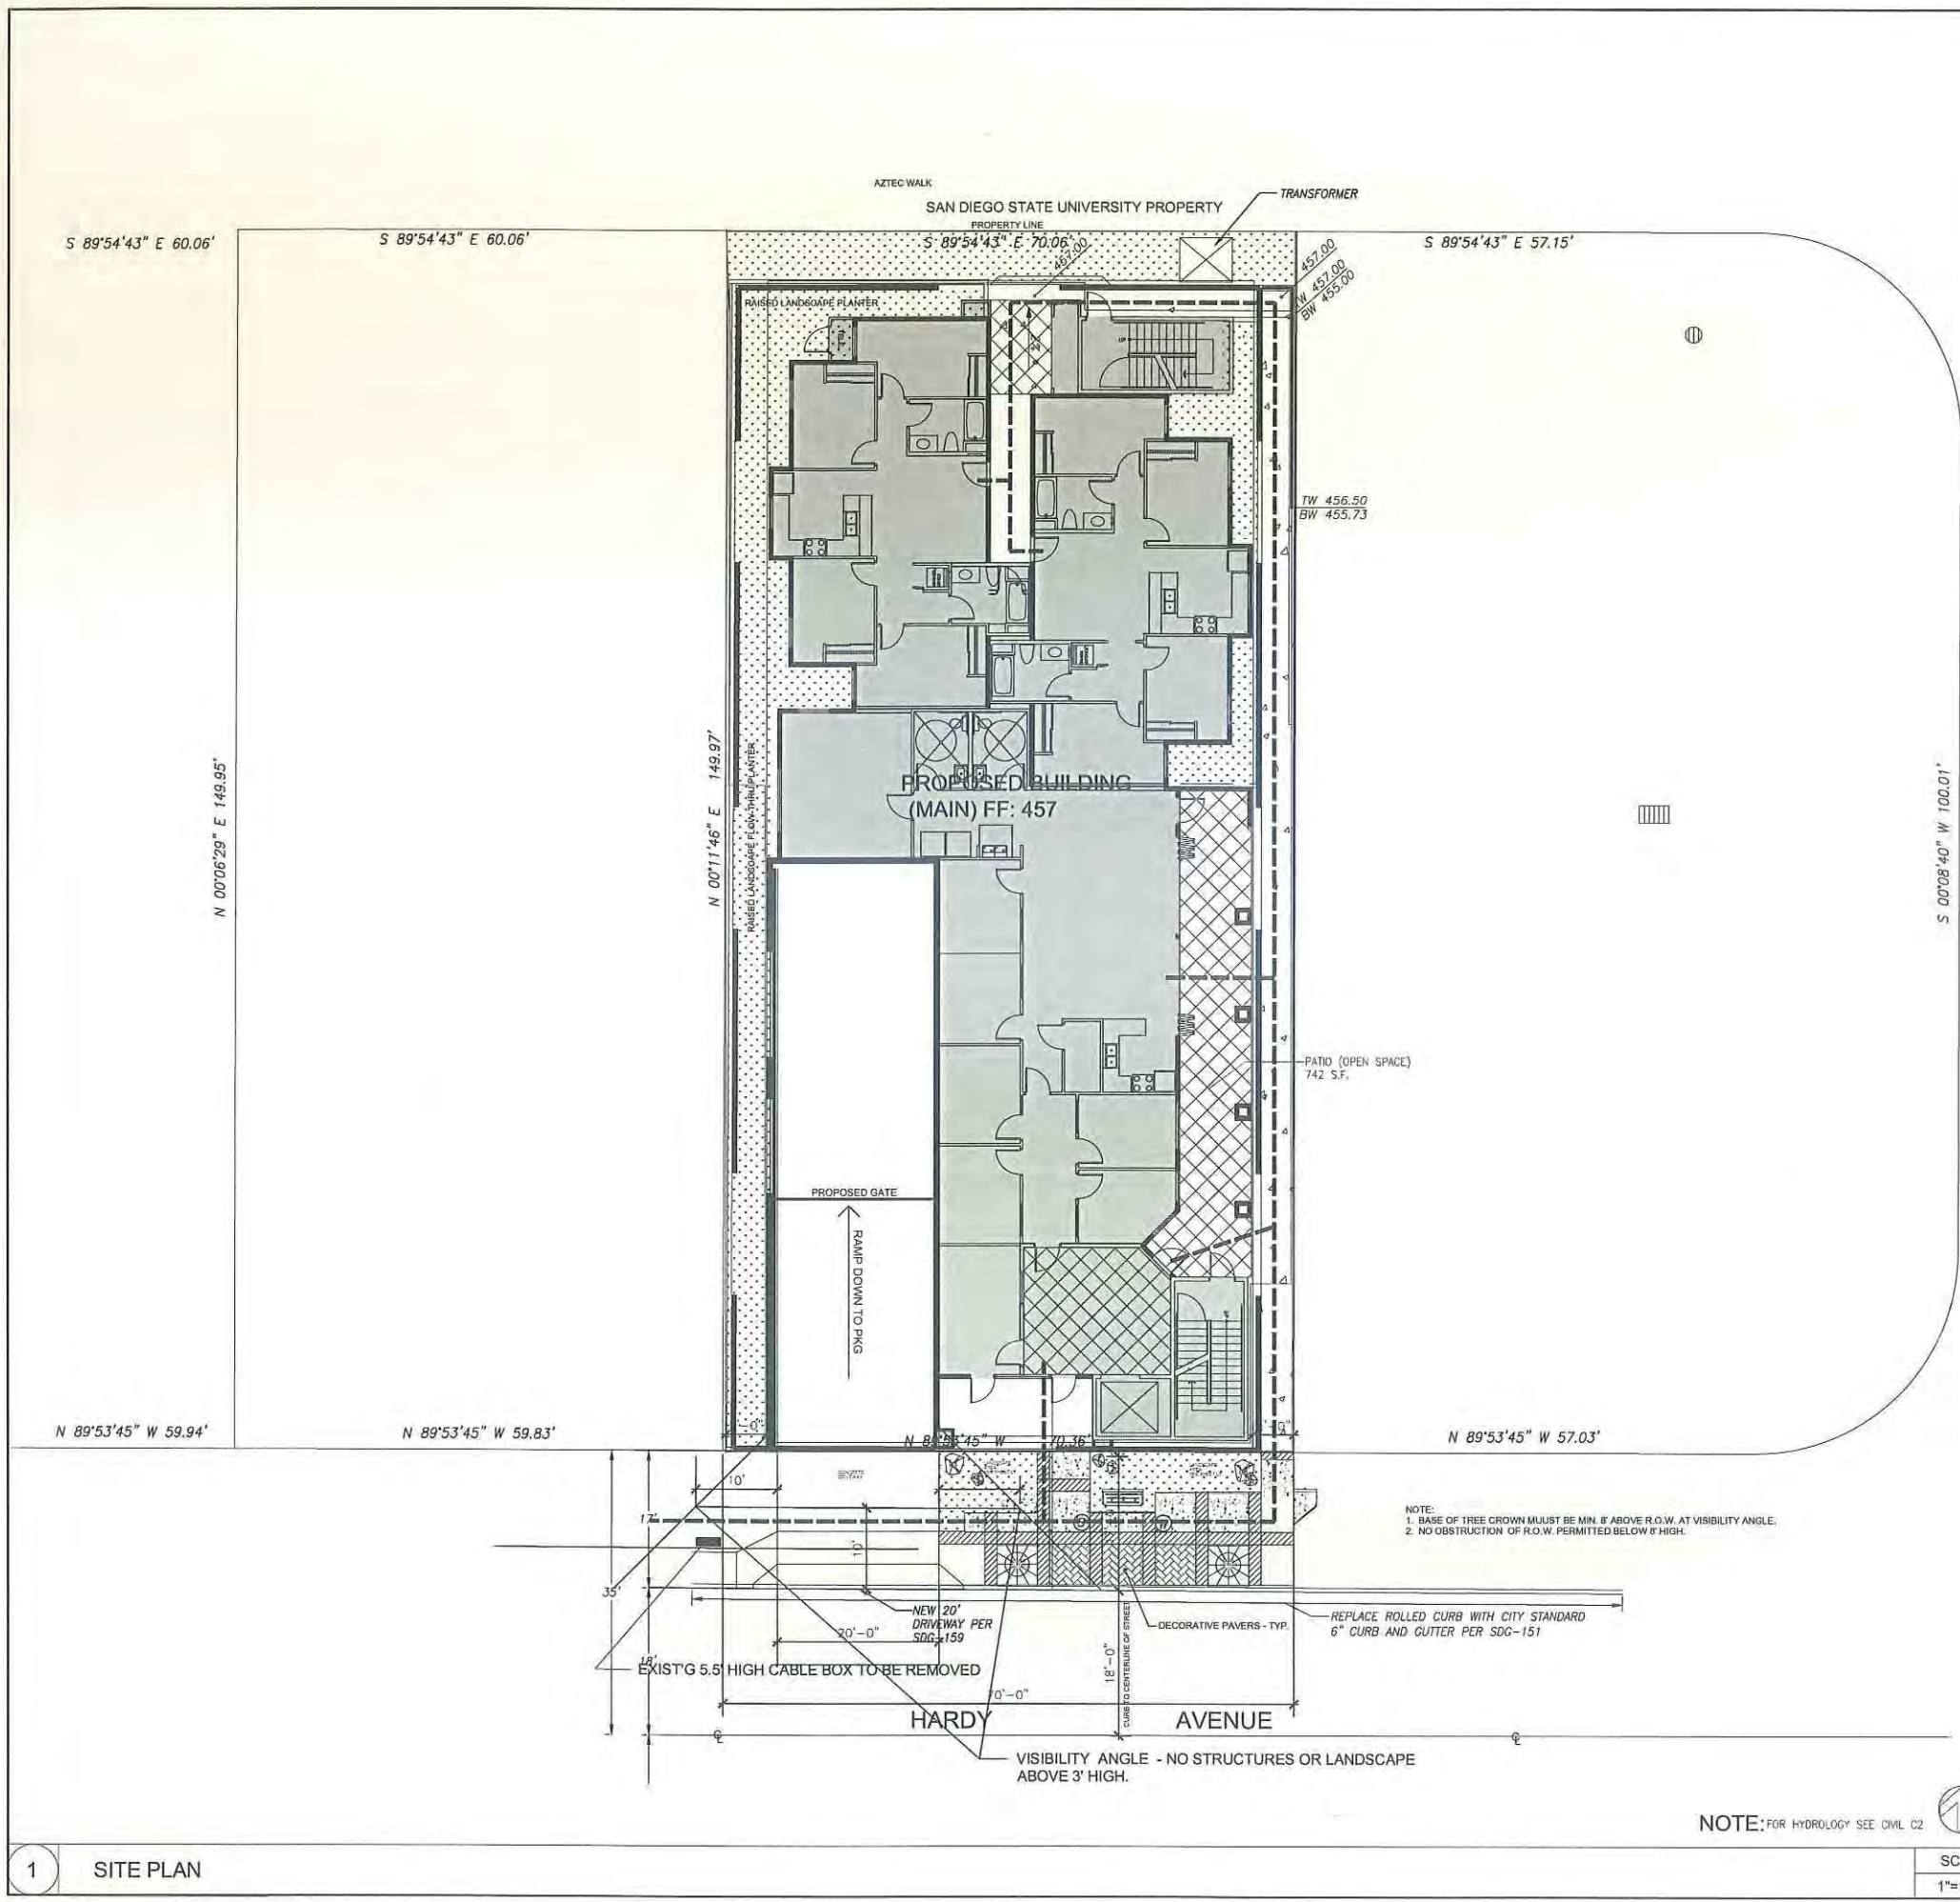 AZTEC WALK
SAN DIEGO STATE UNIVERSITY PROPERTY
TRANSFORMER
PROPERTY LINE
S 89°54'43" E 60.06'
S 89°54'43" E 60.06'
S 89°54'43" E 70.06'
S 89°54'43" E 57.15'
457.00
457.00
TW 457.00
BW 455.00
RAISED LANDSCAPE PLANTER
TW 456.50
BW 455.73
N 00°06'29" E 149.95'
N 00°11'46" E 149.97'
RAISED LANDSCAPE FLOW-THRU PLANTER
PROPOSED BUILDING
(MAIN) FF: 457
S 00°08'40" W 100.01'
PATIO (OPEN SPACE)
742 S.F.
PROPOSED GATE
RAMP DOWN TO PKG
N 89°53'45" W 59.94'
N 89°53'45" W 59.83'
N 89°53'45" W 70.36'
N 89°53'45" W 57.03'
10'
17'
10'
35'
NOTE:
1. BASE OF TREE CROWN MUUST BE MIN. 8' ABOVE R.O.W. AT VISIBILITY ANGLE.
2. NO OBSTRUCTION OF R.O.W. PERMITTED BELOW 8' HIGH.
NEW 20'
DRIVEWAY PER
SDG-159
20'-0"
DECORATIVE PAVERS - TYP.
REPLACE ROLLED CURB WITH CITY STANDARD
6" CURB AND GUTTER PER SDG-151
18'
EXIST'G 5.5' HIGH CABLE BOX TO BE REMOVED
18'-0"
CURB TO CENTERLINE OF STREET
70'-0"
HARDY AVENUE
VISIBILITY ANGLE - NO STRUCTURES OR LANDSCAPE
ABOVE 3' HIGH.
NOTE: FOR HYDROLOGY SEE CIVIL C2
1 SITE PLAN
SC
1"=